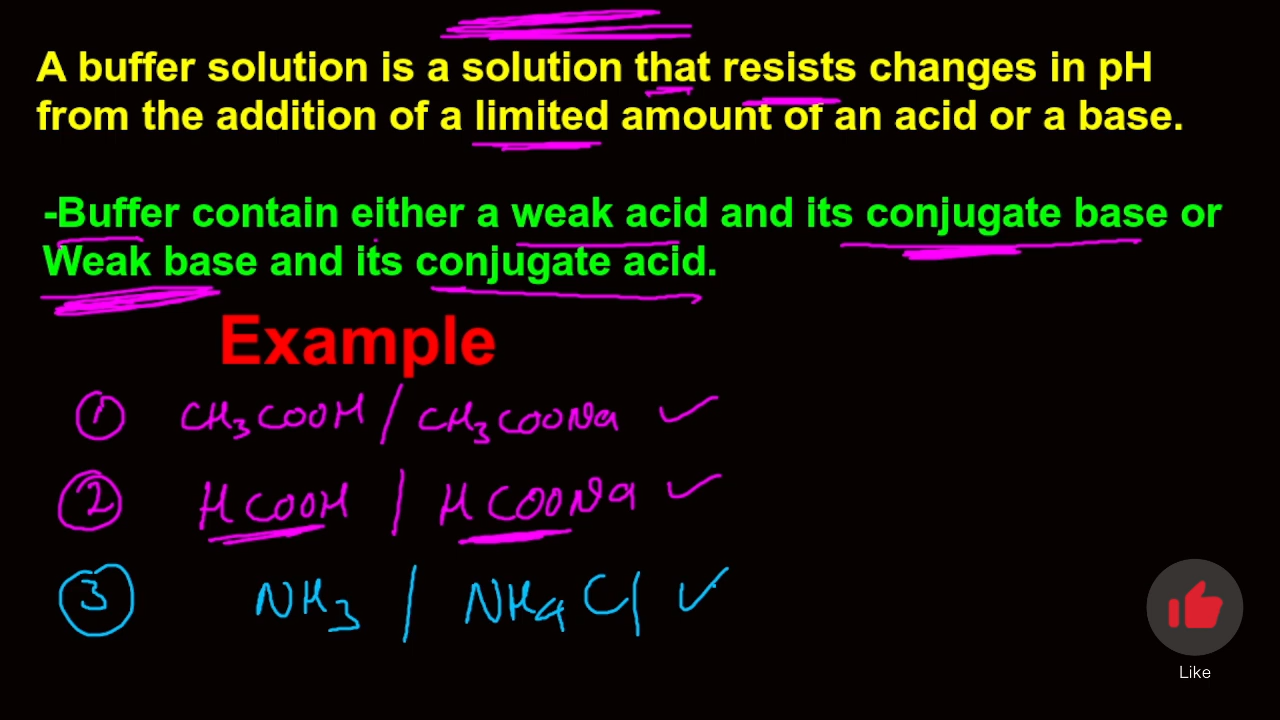 A buffer solution is a solution that resists changes in pH
from the addition of a limited amount of an acid or a base.
-Buffer contain either a weak acid and its conjugate base or
Weak base and its conjugate acid.
Example
① CH₃COOH / CH₃COONa ✓
② HCOOH / HCOONa ✓
③ NH₃ / NH₄Cl ✓
Like